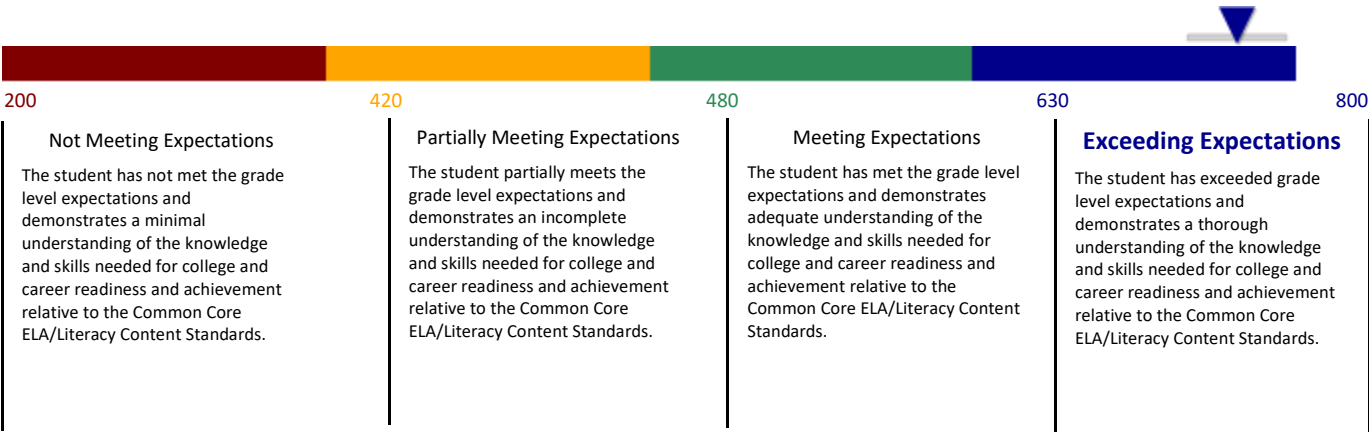 200 420 480 630 800
Not Meeting Expectations
The student has not met the grade
level expectations and
demonstrates a minimal
understanding of the knowledge
and skills needed for college and
career readiness and achievement
relative to the Common Core
ELA/Literacy Content Standards.
Partially Meeting Expectations
The student partially meets the
grade level expectations and
demonstrates an incomplete
understanding of the knowledge
and skills needed for college and
career readiness and achievement
relative to the Common Core
ELA/Literacy Content Standards.
Meeting Expectations
The student has met the grade level
expectations and demonstrates
adequate understanding of the
knowledge and skills needed for
college and career readiness and
achievement relative to the
Common Core ELA/Literacy Content
Standards.
Exceeding Expectations
The student has exceeded grade
level expectations and
demonstrates a thorough
understanding of the knowledge
and skills needed for college and
career readiness and achievement
relative to the Common Core
ELA/Literacy Content Standards.